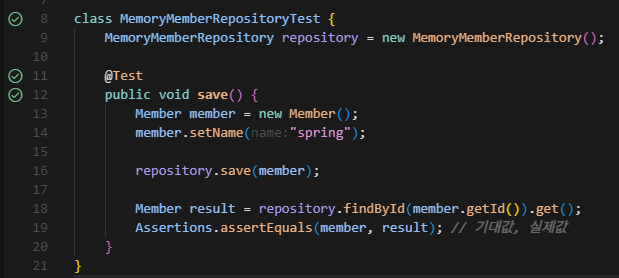 8 class MemoryMemberRepositoryTest {
9 MemoryMemberRepository repository = new MemoryMemberRepository();
10
11 @Test
12 public void save() {
13 Member member = new Member();
14 member.setName(name:"spring");
15
16 repository.save(member);
17
18 Member result = repository.findById(member.getId()).get();
19 Assertions.assertEquals(member, result); // 기대값, 실제값
20 }
21 }